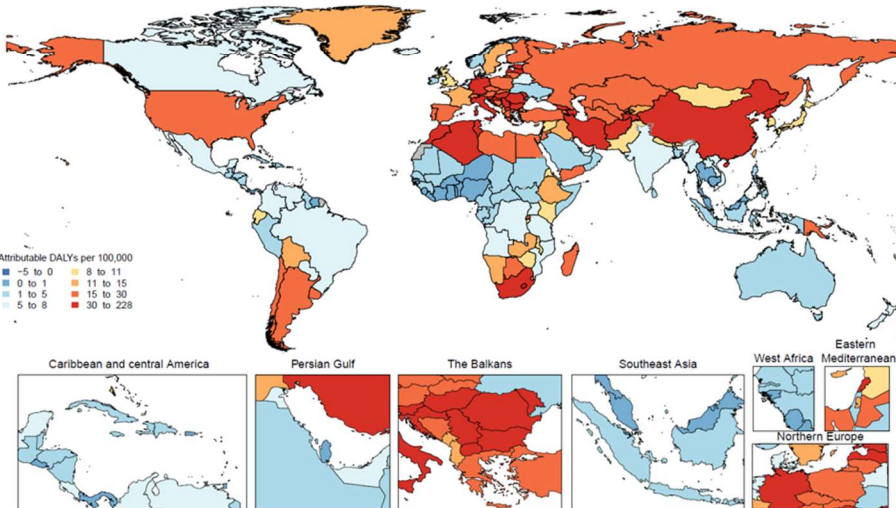 Attributable DALYs per 100,000
−5 to 0
0 to 1
1 to 5
5 to 8
8 to 11
11 to 15
15 to 30
30 to 228
Caribbean and central America
Persian Gulf
The Balkans
Southeast Asia
West Africa
Eastern
Mediterranean
Northern Europe